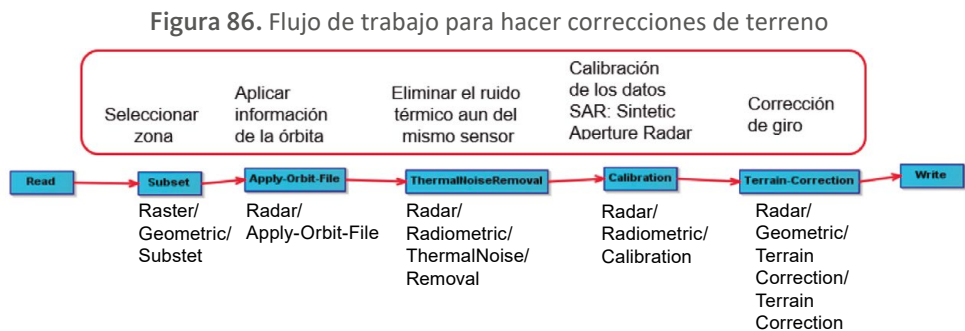 Figura 86. Flujo de trabajo para hacer correcciones de terreno
Seleccionar
zona
Aplicar
información
de la órbita
Eliminar el ruido
térmico aun del
mismo sensor
Calibración
de los datos
SAR: Sintetic
Aperture Radar
Corrección
de giro
Read
Subset
Apply-Orbit-File
ThermalNoiseRemoval
Calibration
Terrain-Correction
Write
Raster/
Geometric/
Substet
Radar/
Apply-Orbit-File
Radar/
Radiometric/
ThermalNoise/
Removal
Radar/
Radiometric/
Calibration
Radar/
Geometric/
Terrain
Correction/
Terrain
Correction